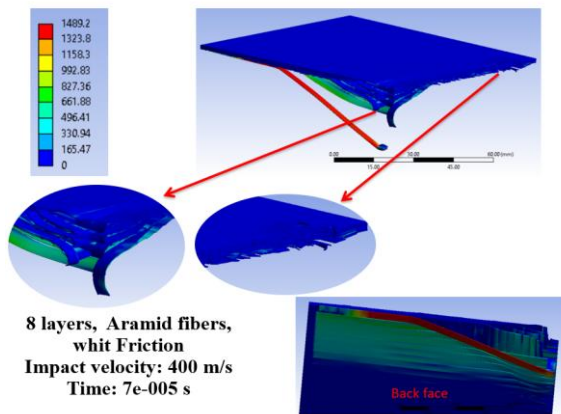 1489.2
1323.8
1158.3
992.83
827.36
661.88
496.41
330.94
165.47
0
0.00 30.00 60.00 (mm)
15.00 45.00
8 layers, Aramid fibers,
whit Friction
Impact velocity: 400 m/s
Time: 7e-005 s
Back face